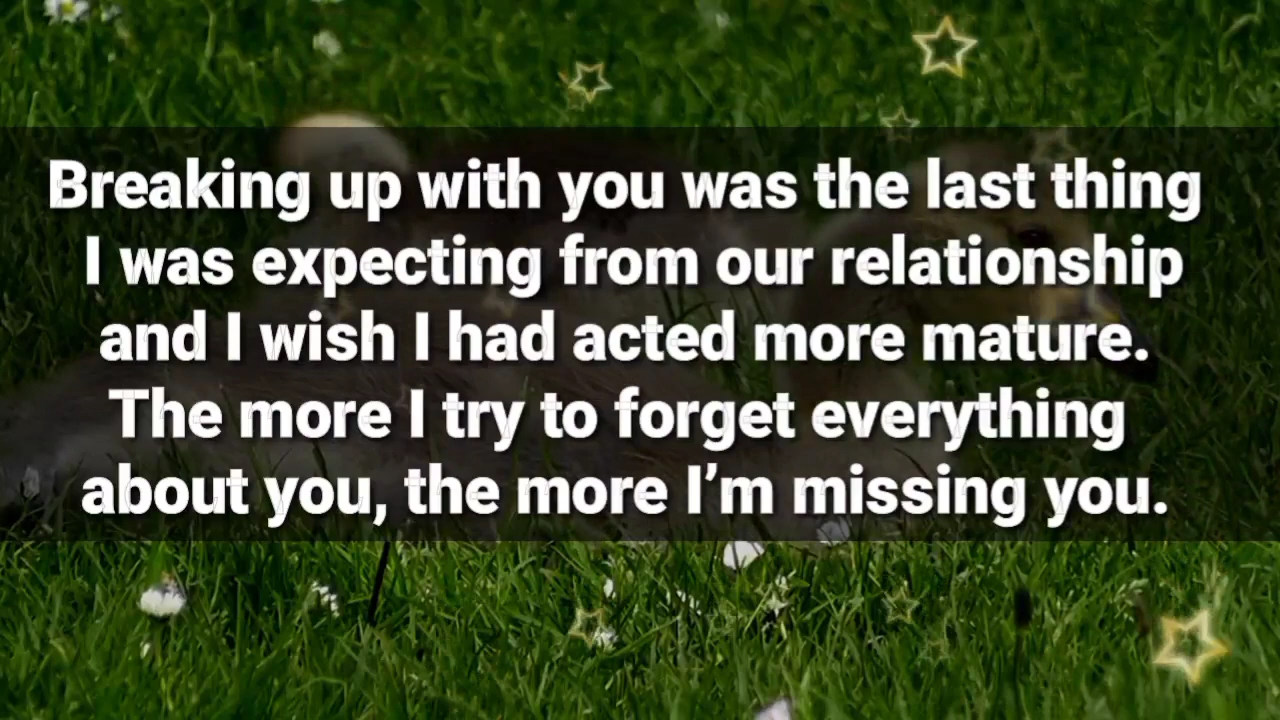 Breaking up with you was the last thing
I was expecting from our relationship
and I wish I had acted more mature.
The more I try to forget everything
about you, the more I’m missing you.